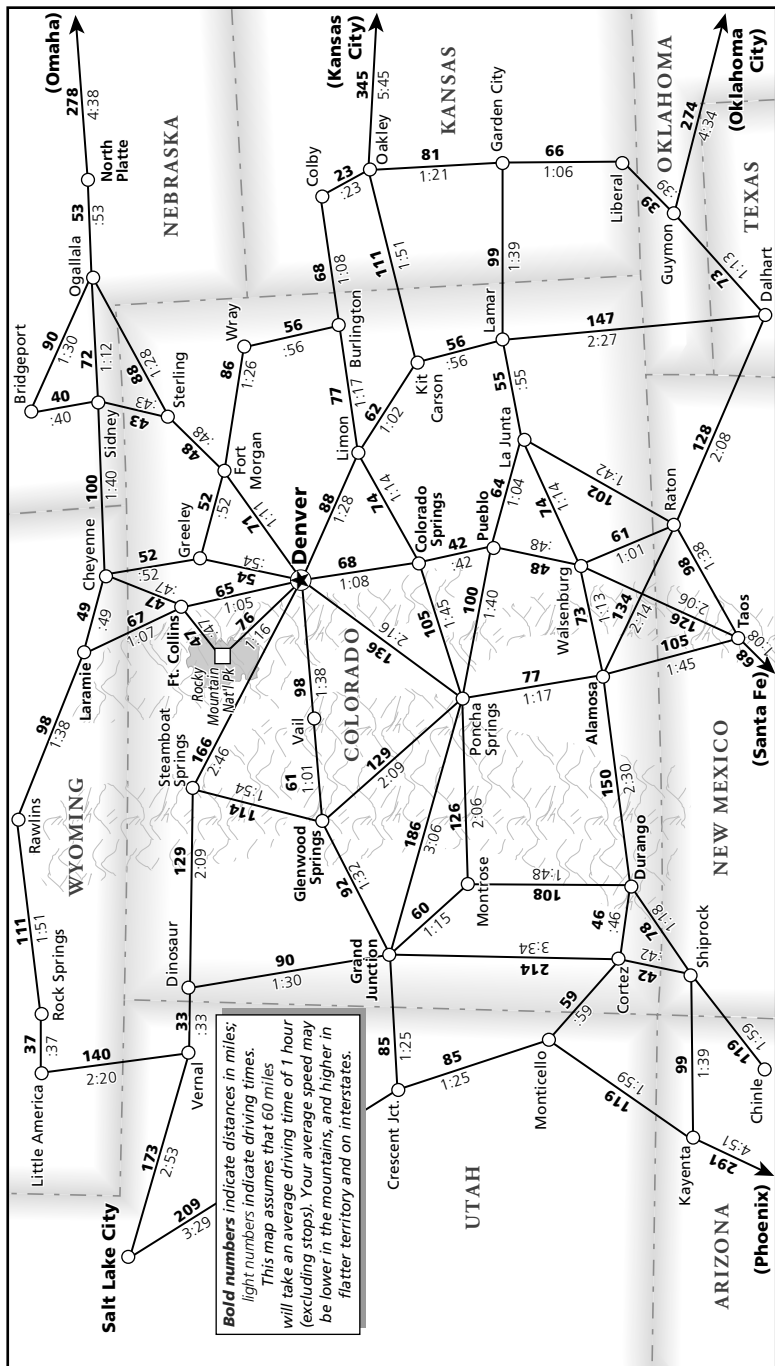 (Omaha)
278
4:38
North
Platte
53
:53
Ogallala
NEBRASKA
Bridgeport
90
1:30
72
1:12
88
1:28
40
:40
Sidney
43
:43
Sterling
48
:48
100
1:40
Cheyenne
52
:52
Greeley
54
:54
52
:52
Fort
Morgan
71
1:11
86
1:26
Wray
56
:56
Burlington
(Kansas
City)
345
5:45
Colby
23
:23
Oakley
KANSAS
68
1:08
111
1:51
81
1:21
Garden City
66
1:06
Liberal
OKLAHOMA
39
:39
Guymon
274
4:34
(Oklahoma
City)
TEXAS
73
1:13
Dalhart
99
1:39
Lamar
147
2:27
77
1:17
Limon
62
1:02
Kit
Carson
56
:56
55
:55
La Junta
88
1:28
74
1:14
Denver
68
1:08
Colorado
Springs
42
:42
Pueblo
64
1:04
74
1:14
102
1:42
128
2:08
Raton
48
:48
61
1:01
Walsenburg
98
1:38
126
2:06
Taos
68
1:08
(Santa Fe)
134
2:14
73
1:13
105
1:45
Alamosa
49
:49
Laramie
67
1:07
47
:47
Ft. Collins
65
1:05
47
:47
76
1:16
Rocky
Mountain
Nat'l Pk
98
1:38
Rawlins
WYOMING
Steamboat
Springs
166
2:46
98
1:38
Vail
61
1:01
COLORADO
136
2:16
105
1:45
100
1:40
Poncha
Springs
77
1:17
114
1:54
Glenwood
Springs
129
2:09
129
2:09
186
3:06
126
2:06
Montrose
150
2:30
NEW MEXICO
111
1:51
Rock Springs
37
:37
Little America
140
2:20
Dinosaur
33
:33
Vernal
90
1:30
92
1:32
Grand
Junction
60
1:15
108
1:48
Durango
46
:46
78
1:18
Shiprock
214
3:34
Cortez
42
:42
85
1:25
Crescent Jct.
85
1:25
Monticello
59
:59
119
1:59
99
1:39
119
1:59
Chinle
Kayenta
291
4:51
(Phoenix)
ARIZONA
UTAH
173
2:53
Salt Lake City
209
3:29
Bold numbers indicate distances in miles;
light numbers indicate driving times.
This map assumes that 60 miles
will take an average driving time of 1 hour
(excluding stops). Your average speed may
be lower in the mountains, and higher in
flatter territory and on interstates.